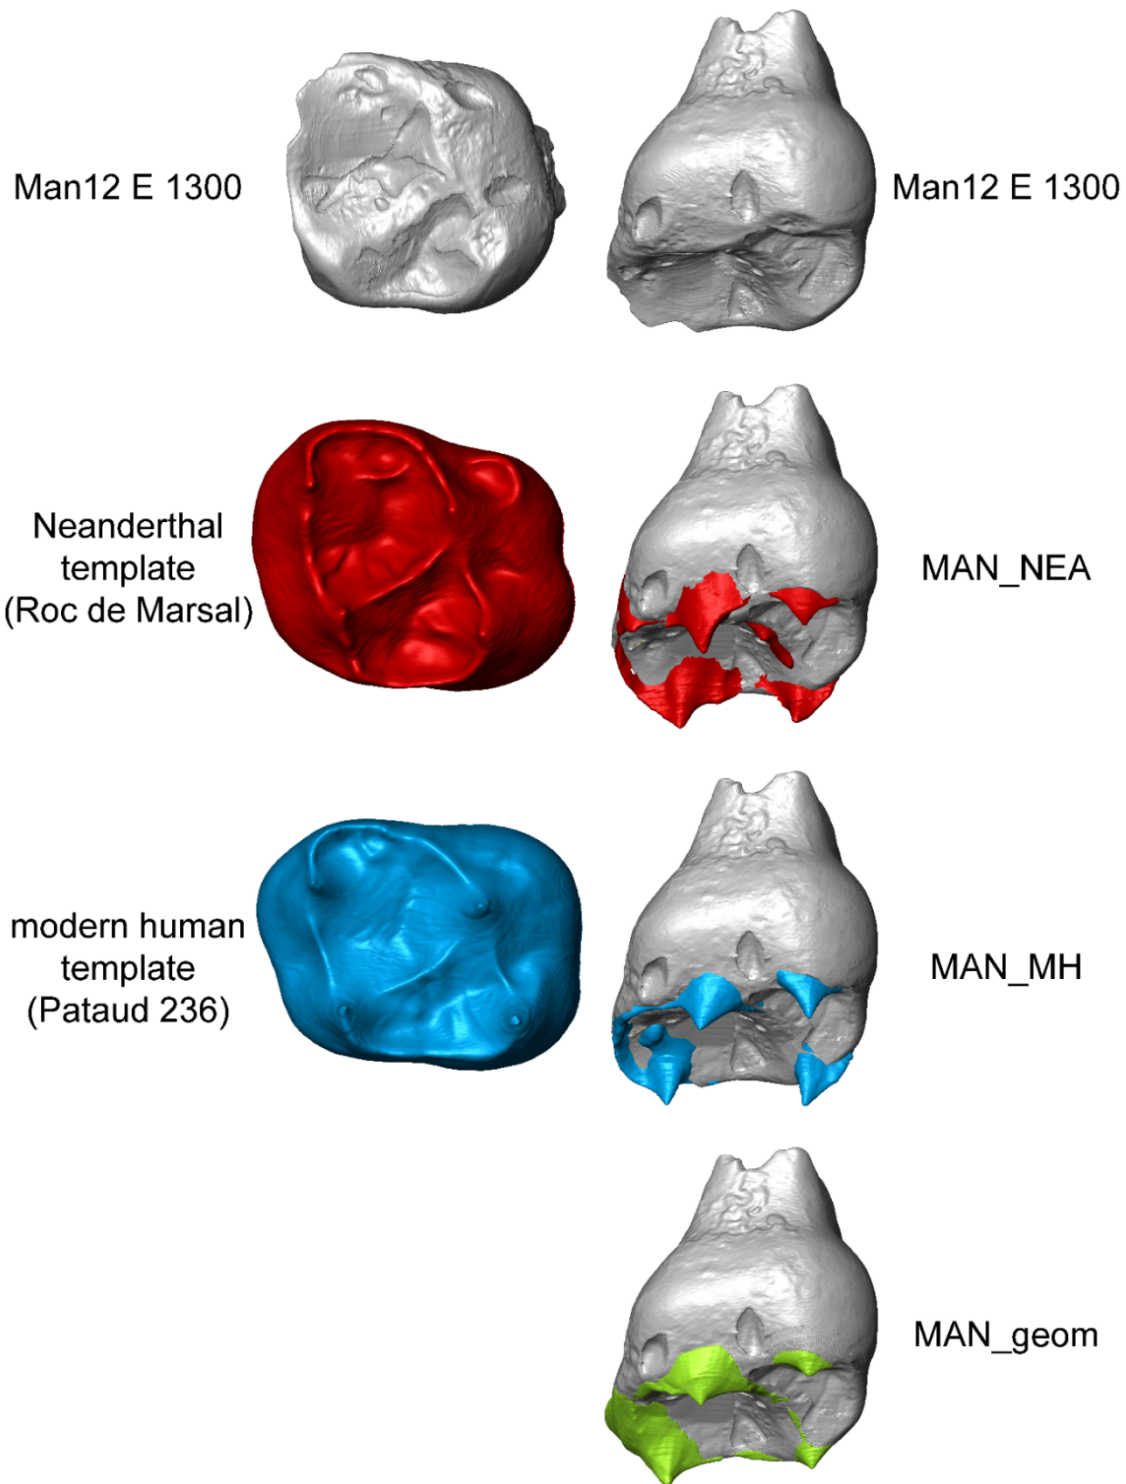 Man12 E 1300
Man12 E 1300
Neanderthal
template
(Roc de Marsal)
MAN_NEA
modern human
template
(Pataud 236)
MAN_MH
MAN_geom